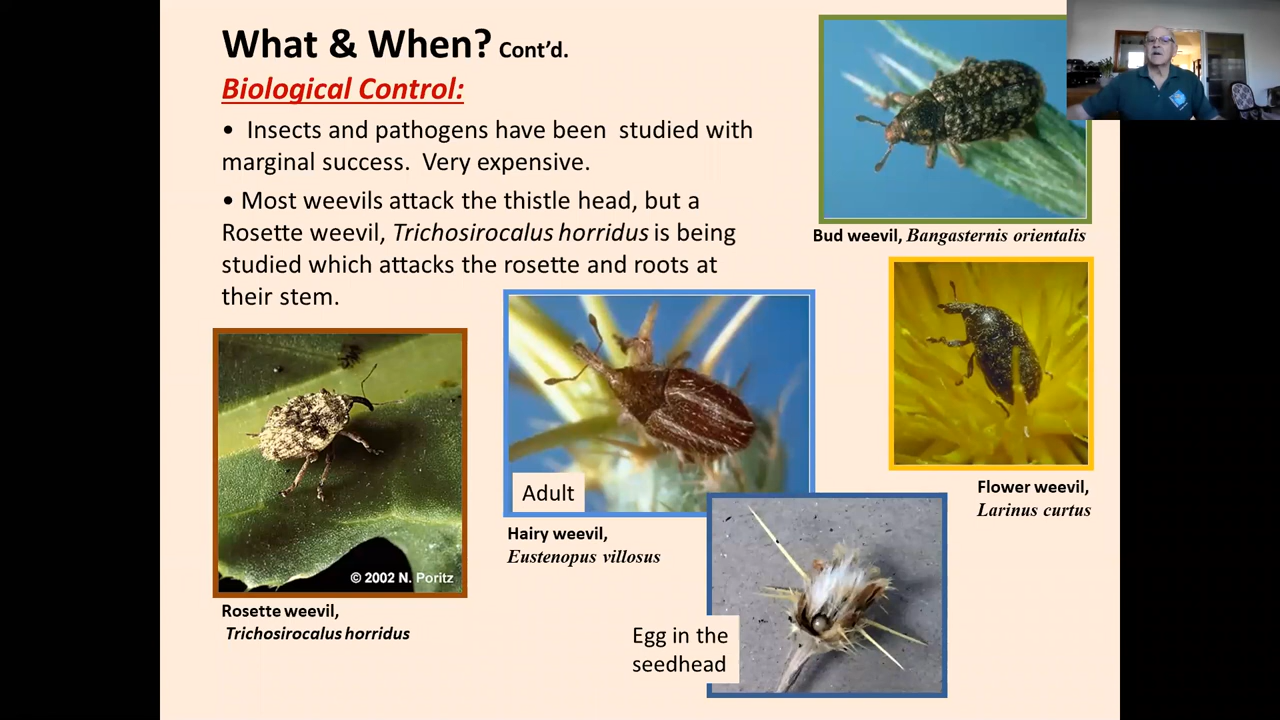 What & When? Cont’d.
Biological Control:
• Insects and pathogens have been studied with
marginal success. Very expensive.
• Most weevils attack the thistle head, but a
Rosette weevil, Trichosirocalus horridus is being
studied which attacks the rosette and roots at
their stem.
Bud weevil, Bangasternis orientalis
Adult
Flower weevil,
Larinus curtus
Hairy weevil,
Eustenopus villosus
© 2002 N. Poritz
Rosette weevil,
Trichosirocalus horridus
Egg in the
seedhead